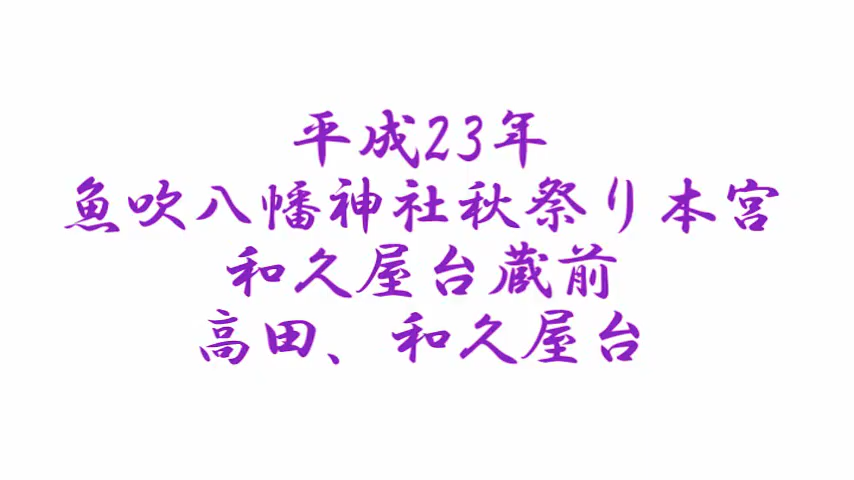 平成23年
魚吹八幡神社秋祭り本宮
和久屋台蔵前
高田、和久屋台